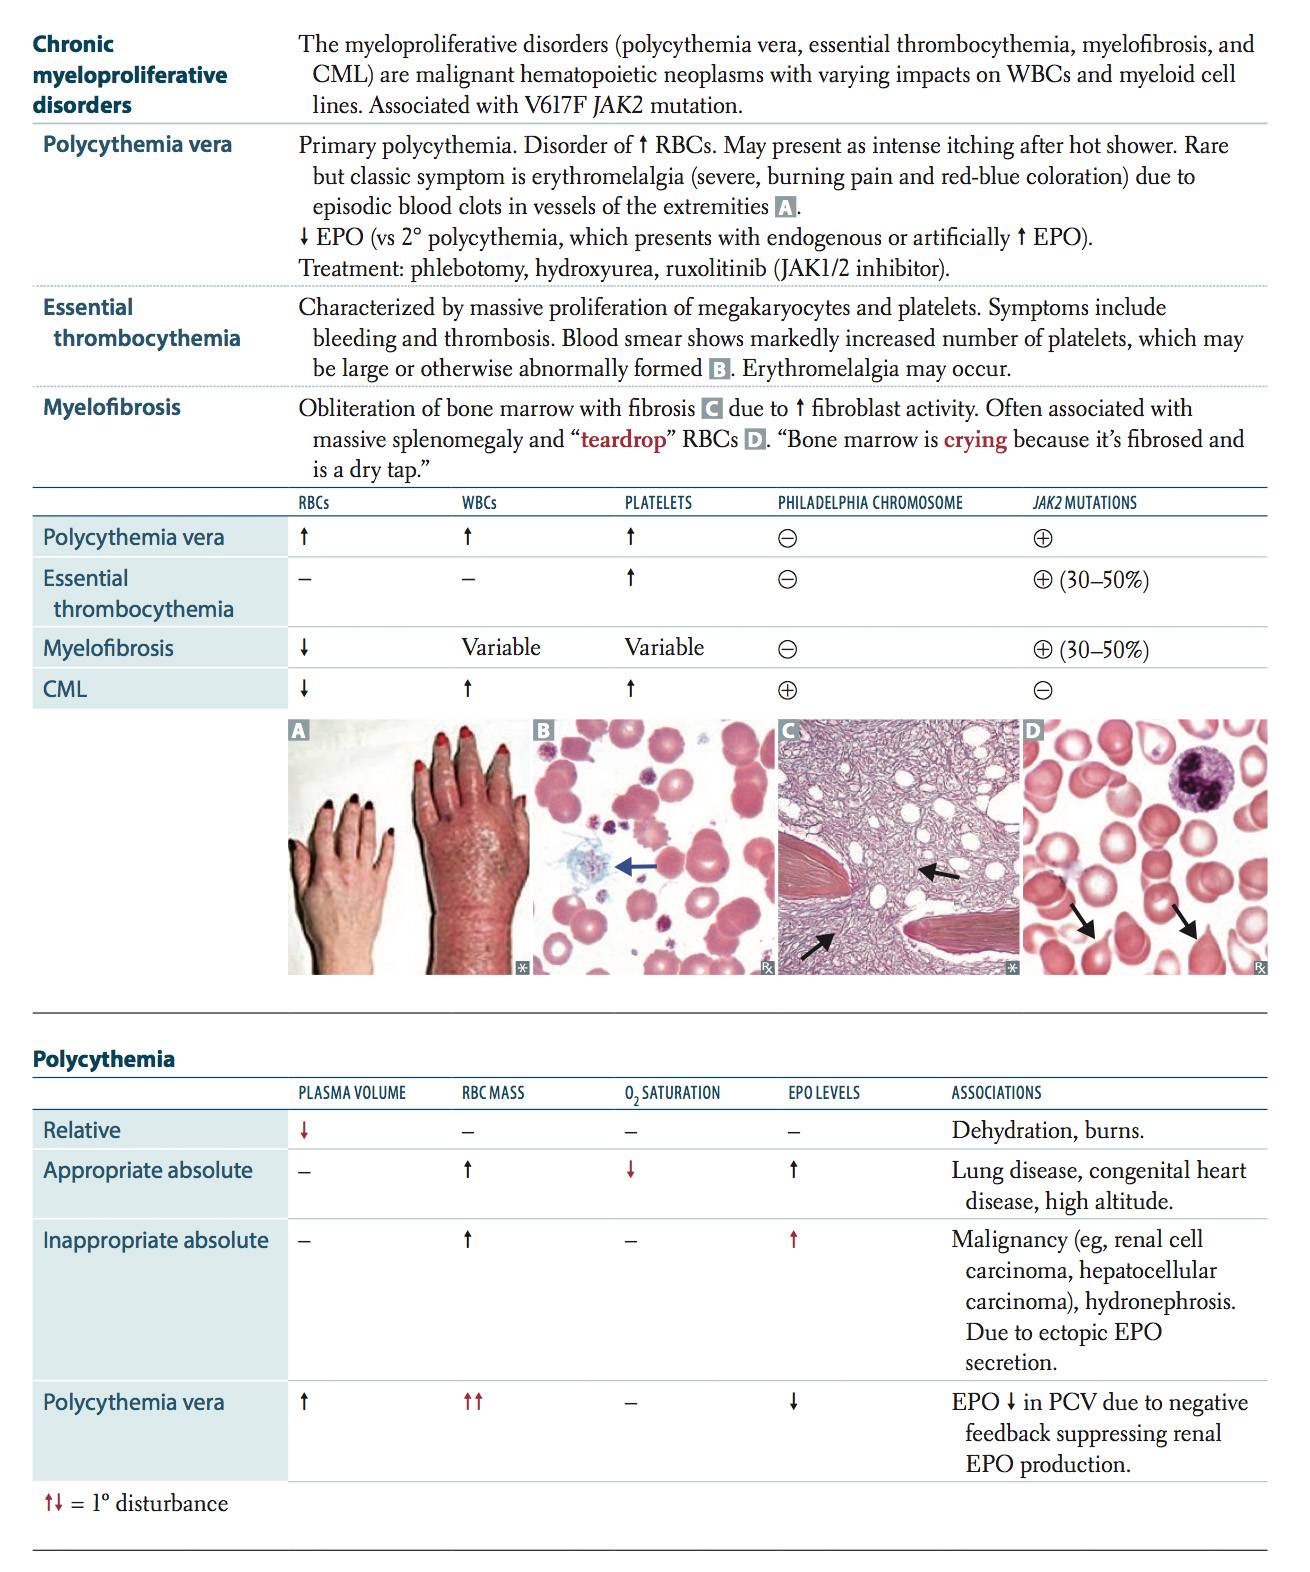 Chronic
myeloproliferative
disorders
The myeloproliferative disorders (polycythemia vera, essential thrombocythemia, myelofibrosis, and
CML) are malignant hematopoietic neoplasms with varying impacts on WBCs and myeloid cell
lines. Associated with V617F JAK2 mutation.
Polycythemia vera
Primary polycythemia. Disorder of ↑ RBCs. May present as intense itching after hot shower. Rare
but classic symptom is erythromelalgia (severe, burning pain and red-blue coloration) due to
episodic blood clots in vessels of the extremities A.
↓ EPO (vs 2° polycythemia, which presents with endogenous or artificially ↑ EPO).
Treatment: phlebotomy, hydroxyurea, ruxolitinib (JAK1/2 inhibitor).
Essential
thrombocythemia
Characterized by massive proliferation of megakaryocytes and platelets. Symptoms include
bleeding and thrombosis. Blood smear shows markedly increased number of platelets, which may
be large or otherwise abnormally formed B. Erythromelalgia may occur.
Myelofibrosis
Obliteration of bone marrow with fibrosis C due to ↑ fibroblast activity. Often associated with
massive splenomegaly and “teardrop” RBCs D. “Bone marrow is crying because it’s fibrosed and
is a dry tap.”
RBCs WBCs PLATELETS PHILADELPHIA CHROMOSOME JAK2 MUTATIONS
Polycythemia vera ↑ ↑ ↑ ⊖ ⊕
Essential
thrombocythemia
– – ↑ ⊖ ⊕ (30–50%)
Myelofibrosis ↓ Variable Variable ⊖ ⊕ (30–50%)
CML ↓ ↑ ↑ ⊕ ⊖
A B C D
* ℞ * ℞
Polycythemia
PLASMA VOLUME RBC MASS O2 SATURATION EPO LEVELS ASSOCIATIONS
Relative ↓ – – – Dehydration, burns.
Appropriate absolute – ↑ ↓ ↑ Lung disease, congenital heart
disease, high altitude.
Inappropriate absolute – ↑ – ↑ Malignancy (eg, renal cell
carcinoma, hepatocellular
carcinoma), hydronephrosis.
Due to ectopic EPO
secretion.
Polycythemia vera ↑ ↑↑ – ↓ EPO ↓ in PCV due to negative
feedback suppressing renal
EPO production.
↑↓ = 1° disturbance